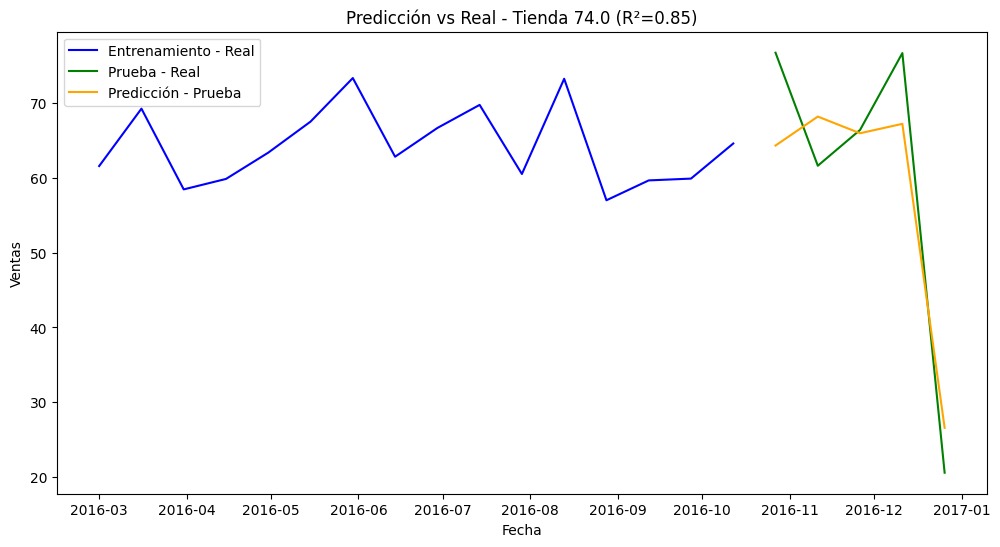 Predicción vs Real - Tienda 74.0 (R²=0.85)
Entrenamiento - Real
Prueba - Real
Predicción - Prueba
Ventas
70
60
50
40
30
20
2016-03 2016-04 2016-05 2016-06 2016-07 2016-08 2016-09 2016-10 2016-11 2016-12 2017-01
Fecha